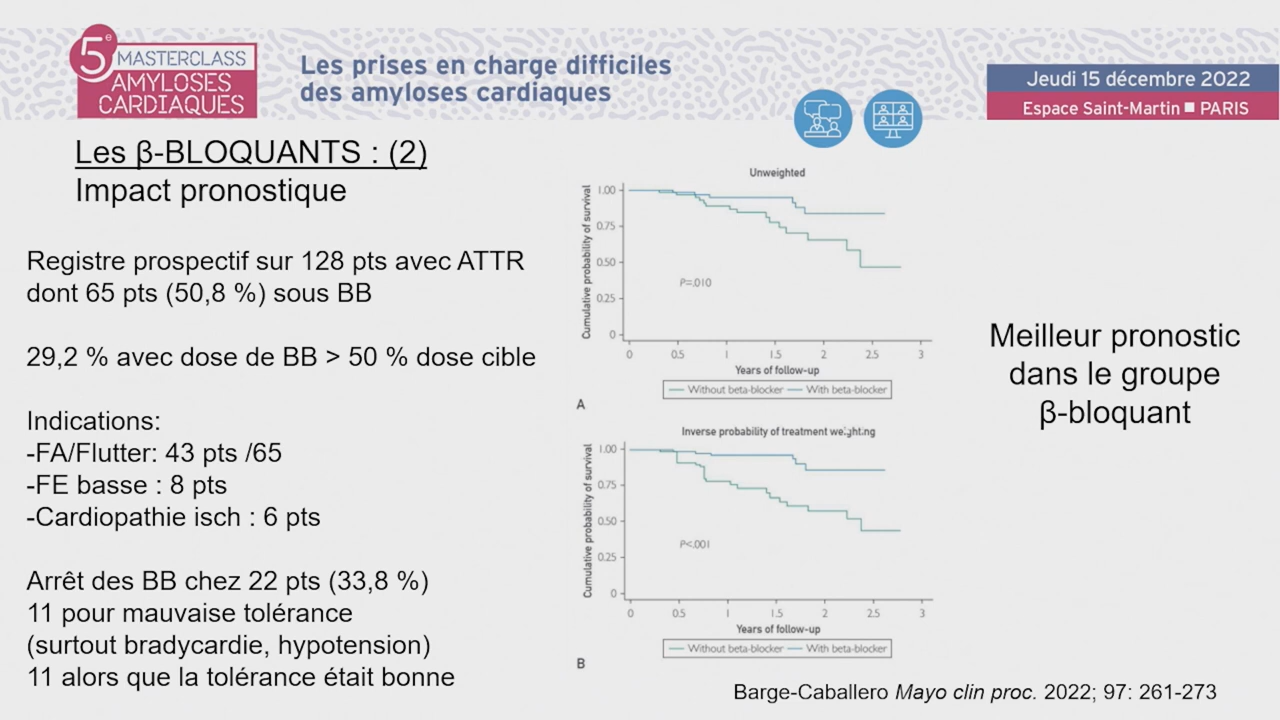 5e MASTERCLASS
AMYLOSES
CARDIAQUES
Les prises en charge difficiles
des amyloses cardiaques
Jeudi 15 décembre 2022
Espace Saint-Martin ■ PARIS
Les β-BLOQUANTS : (2)
Impact pronostique
Registre prospectif sur 128 pts avec ATTR
dont 65 pts (50,8 %) sous BB
29,2 % avec dose de BB > 50 % dose cible
Indications:
-FA/Flutter: 43 pts /65
-FE basse : 8 pts
-Cardiopathie isch : 6 pts
Arrêt des BB chez 22 pts (33,8 %)
11 pour mauvaise tolérance
(surtout bradycardie, hypotension)
11 alors que la tolérance était bonne
Unweighted
Cumulative probability of survival
1.00
0.75
0.50
0.25
0
P=.010
0 0.5 1 1.5 2 2.5 3
Years of follow-up
Without beta-blocker With beta-blocker
A
Inverse probability of treatment weighting
Cumulative probability of survival
1.00
0.75
0.50
0.25
0
P<.001
0 0.5 1 1.5 2 2.5 3
Years of follow-up
Without beta-blocker With beta-blocker
B
Meilleur pronostic
dans le groupe
β-bloquant
Barge-Caballero Mayo clin proc. 2022; 97: 261-273